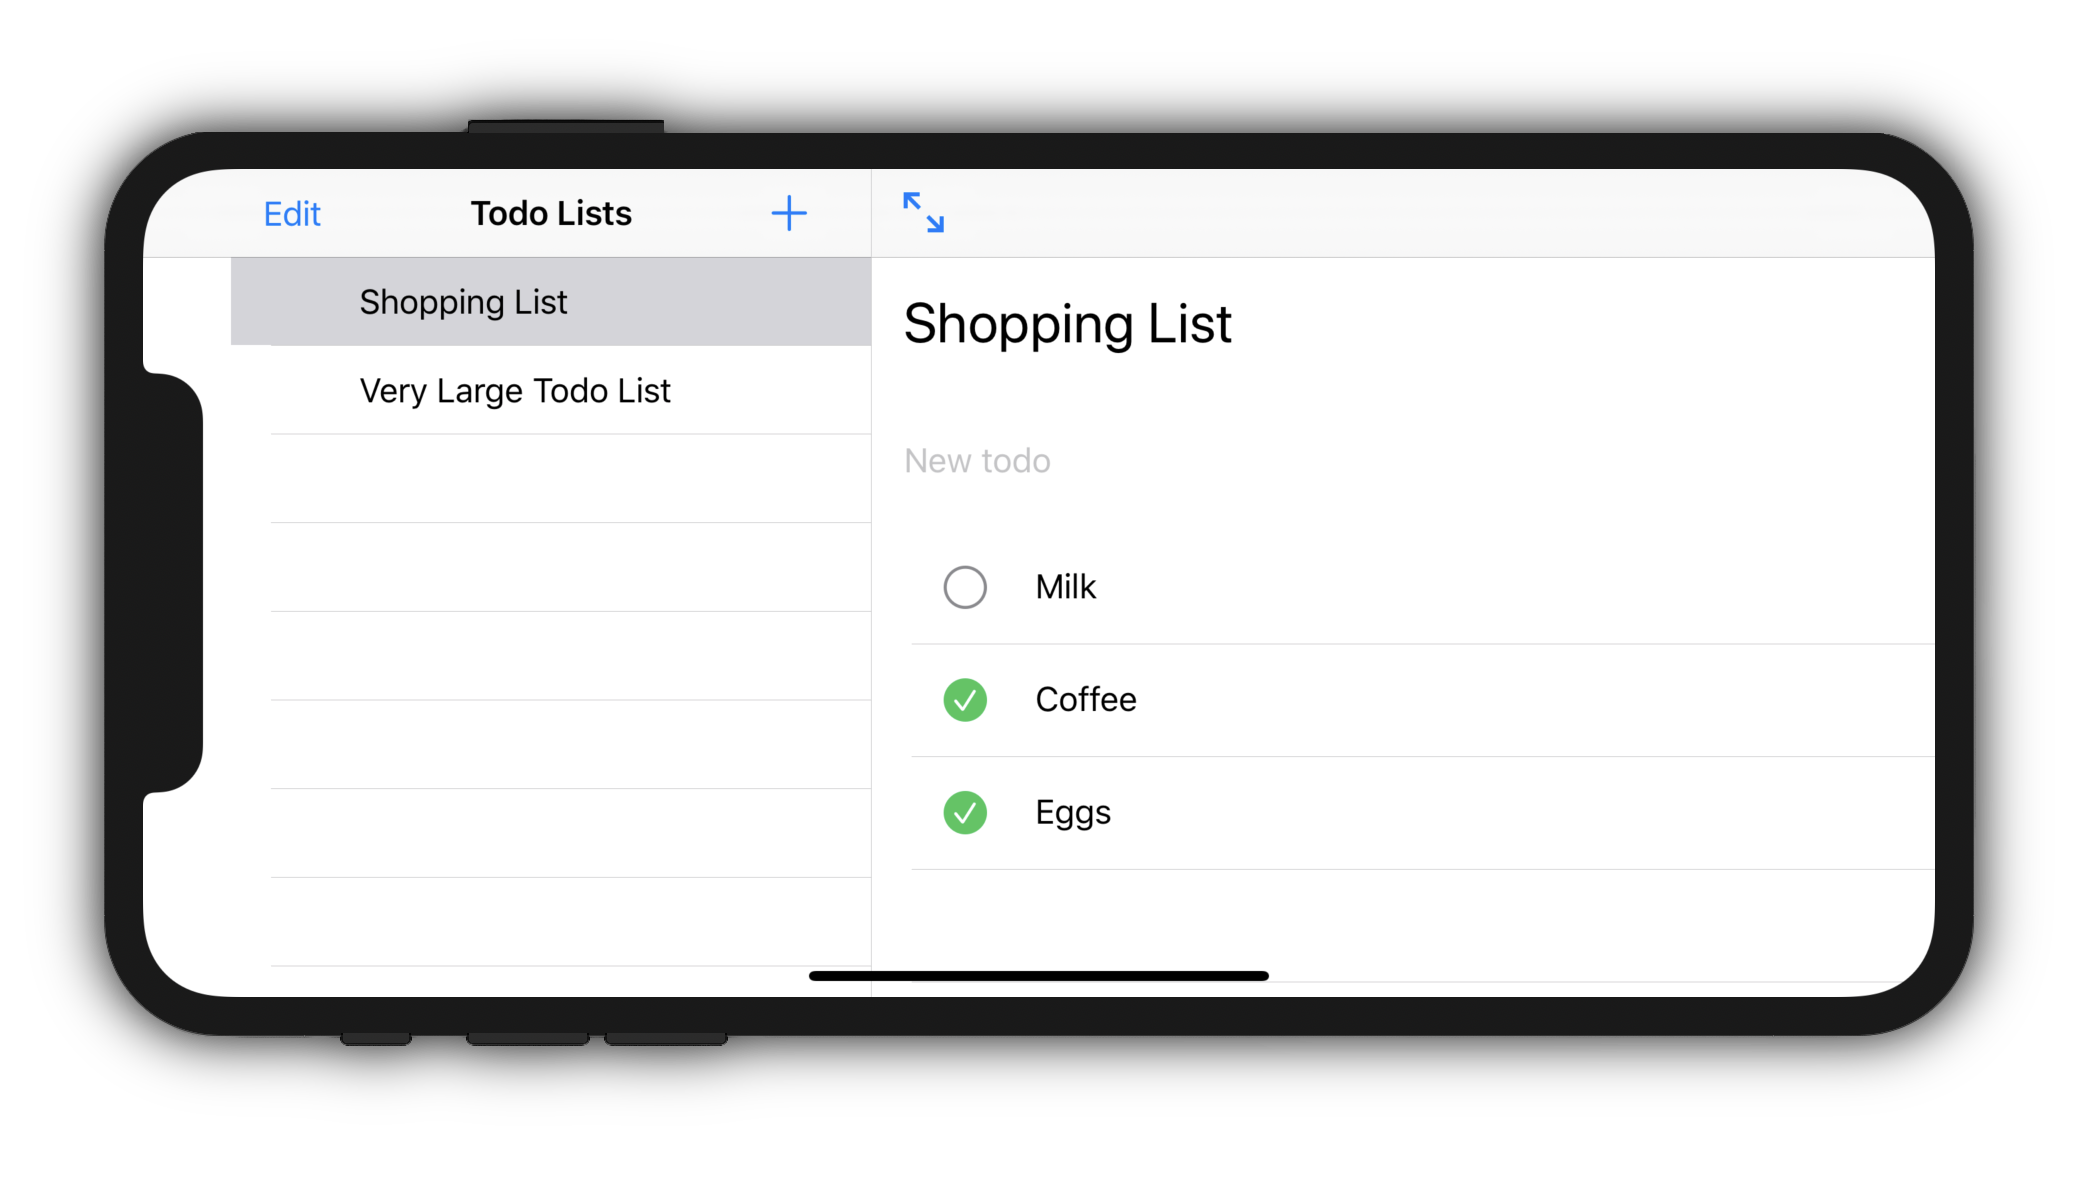 Edit
Todo Lists
Shopping List
Very Large Todo List
Shopping List
New todo
Milk
Coffee
Eggs